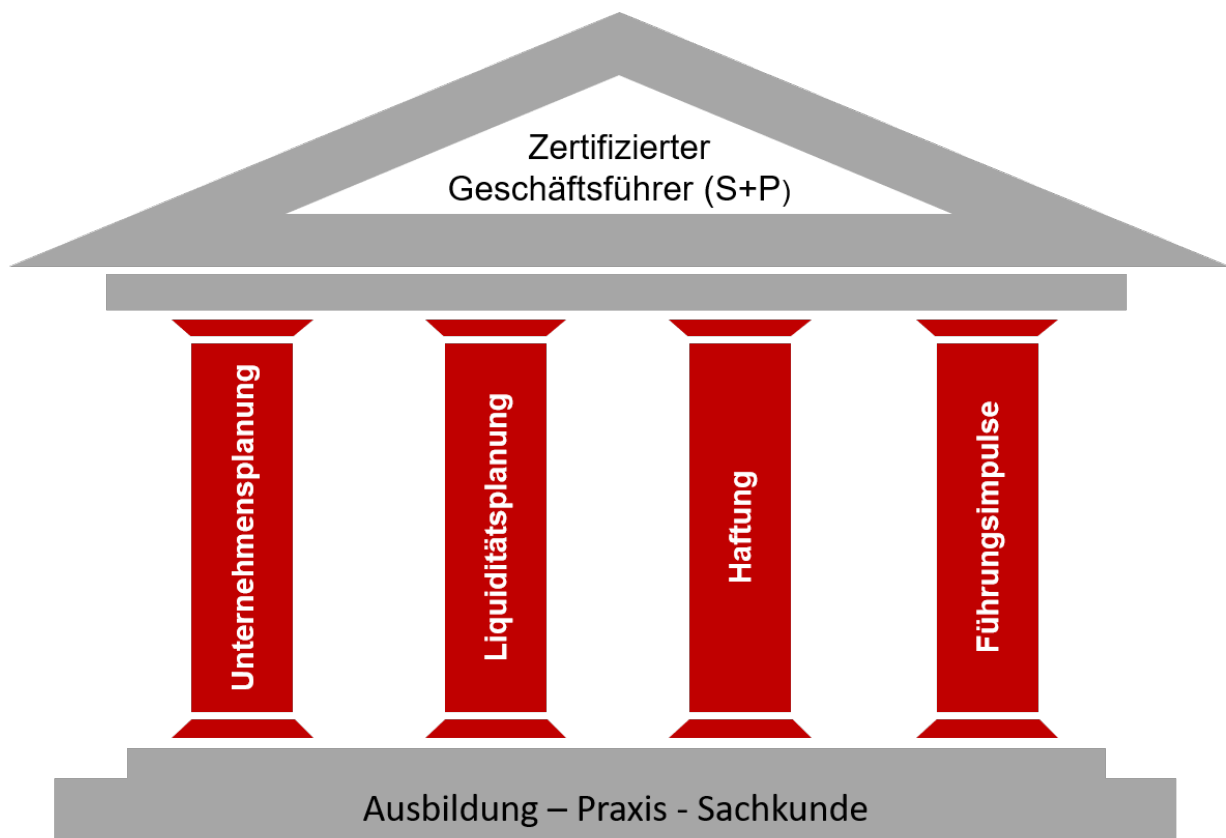 Zertifizierter
Geschäftsführer (S+P)
Unternehmensplanung
Liquiditätsplanung
Haftung
Führungsimpulse
Ausbildung – Praxis - Sachkunde